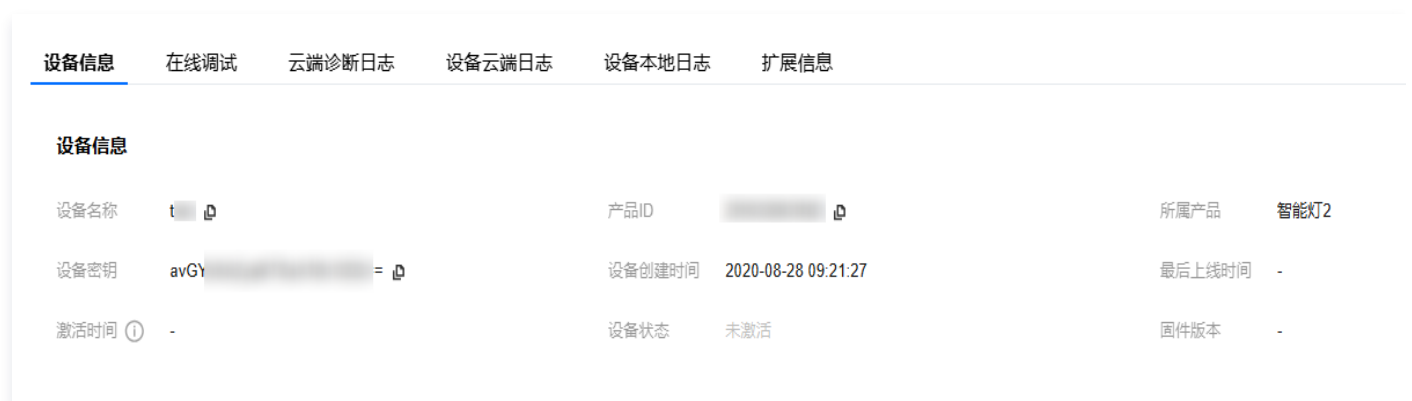 设备信息 在线调试 云端诊断日志 设备云端日志 设备本地日志 扩展信息
设备信息
设备名称 t 产品ID 所属产品 智能灯2
设备密钥 avGY = 设备创建时间 2020-08-28 09:21:27 最后上线时间 -
激活时间 - 设备状态 未激活 固件版本 -